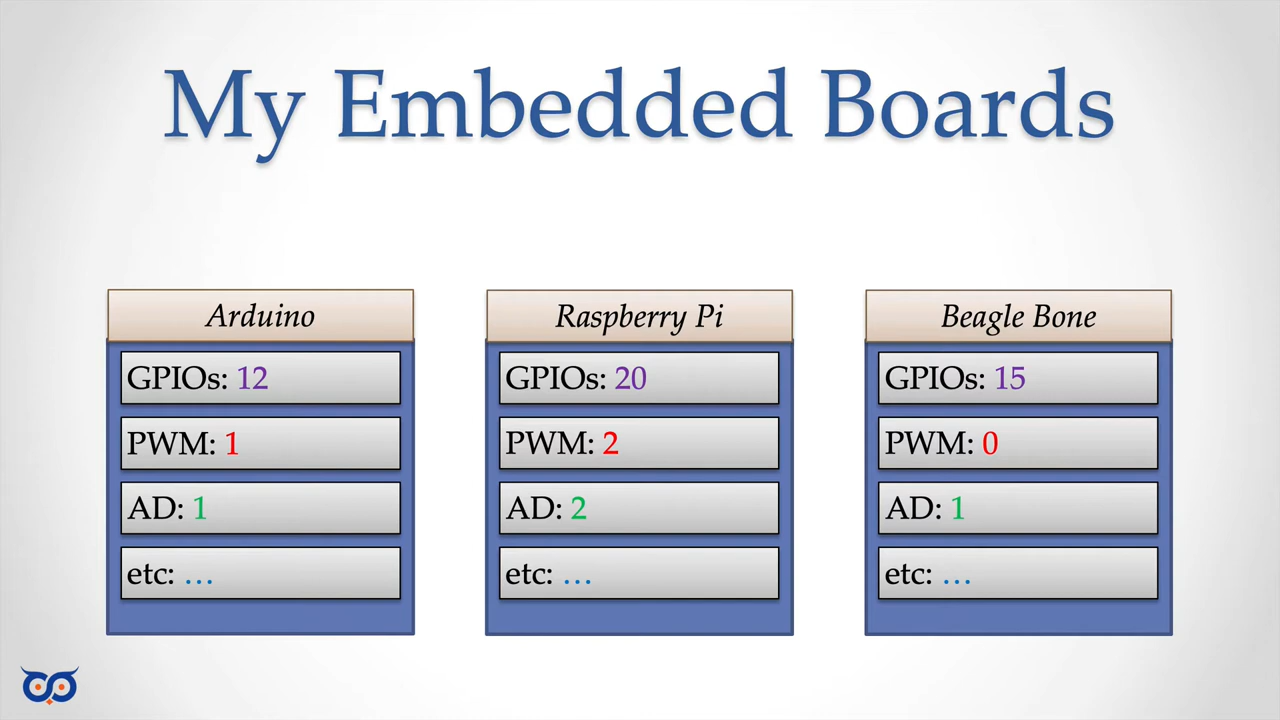 My Embedded Boards
Arduino
GPIOs: 12
PWM: 1
AD: 1
etc: …
Raspberry Pi
GPIOs: 20
PWM: 2
AD: 2
etc: …
Beagle Bone
GPIOs: 15
PWM: 0
AD: 1
etc: …